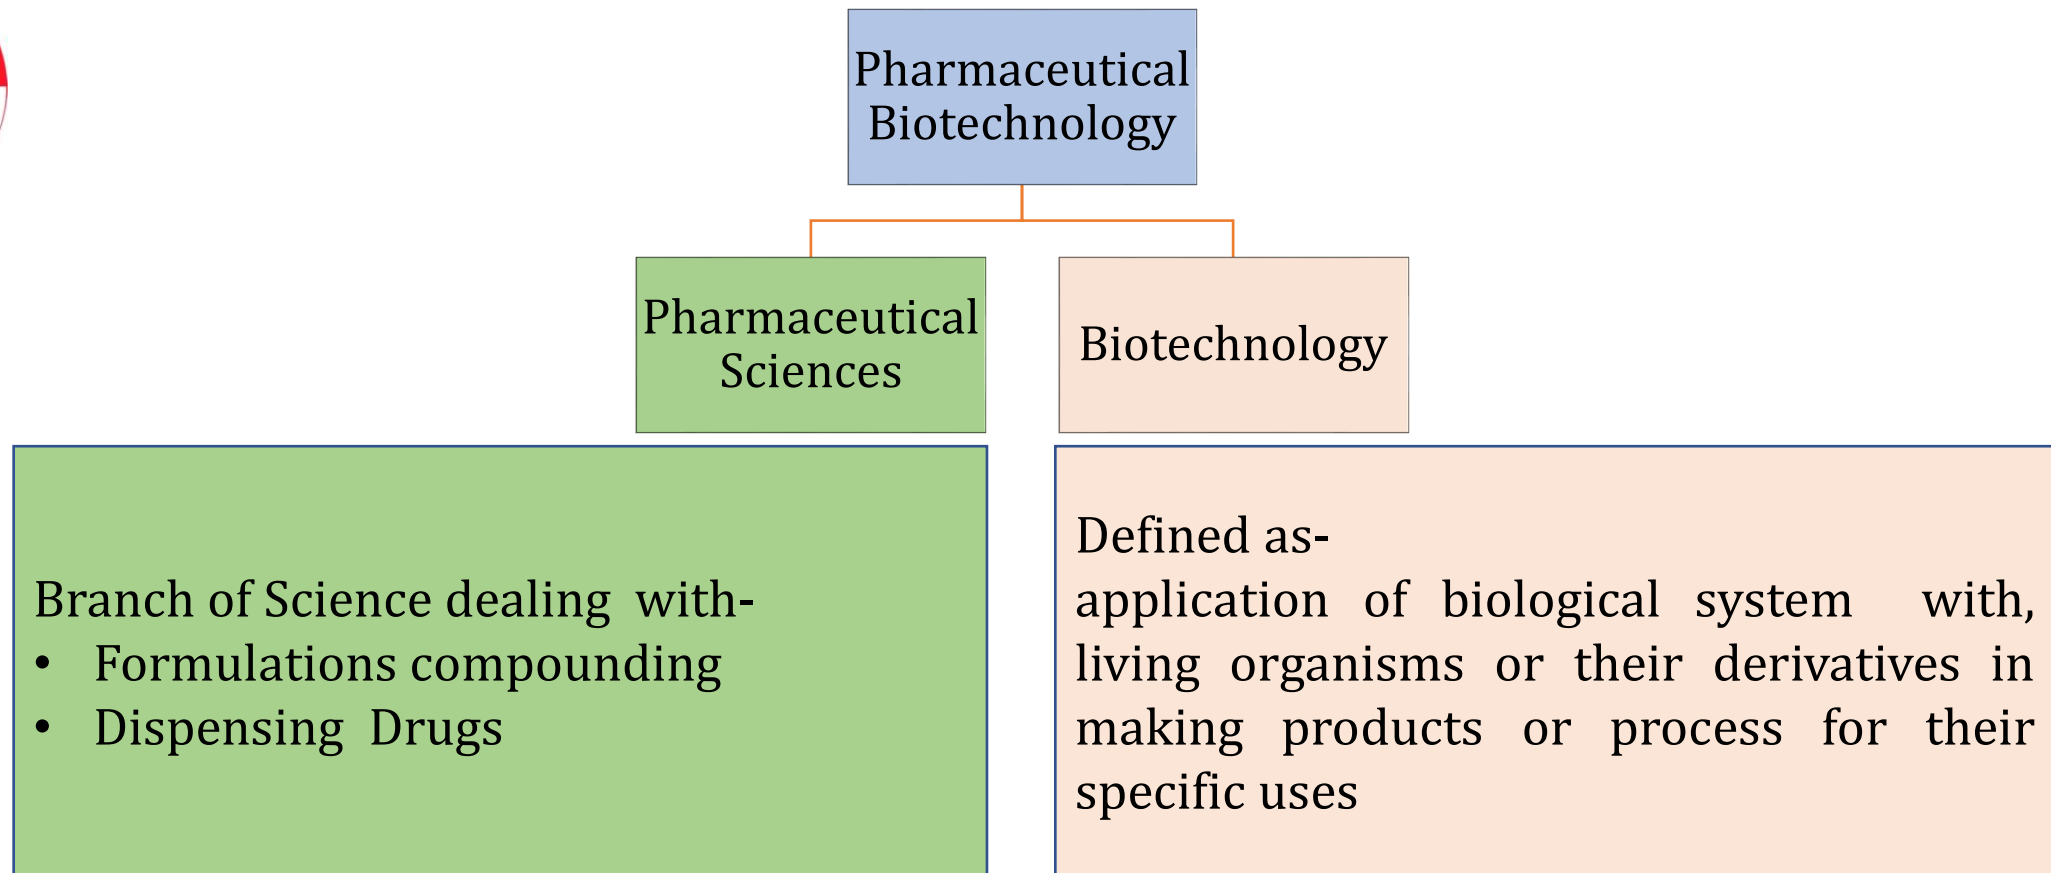 Pharmaceutical
Biotechnology
Pharmaceutical
Sciences
Biotechnology
Branch of Science dealing with-
• Formulations compounding
• Dispensing Drugs
Defined as-
application of biological system with,
living organisms or their derivatives in
making products or process for their
specific uses